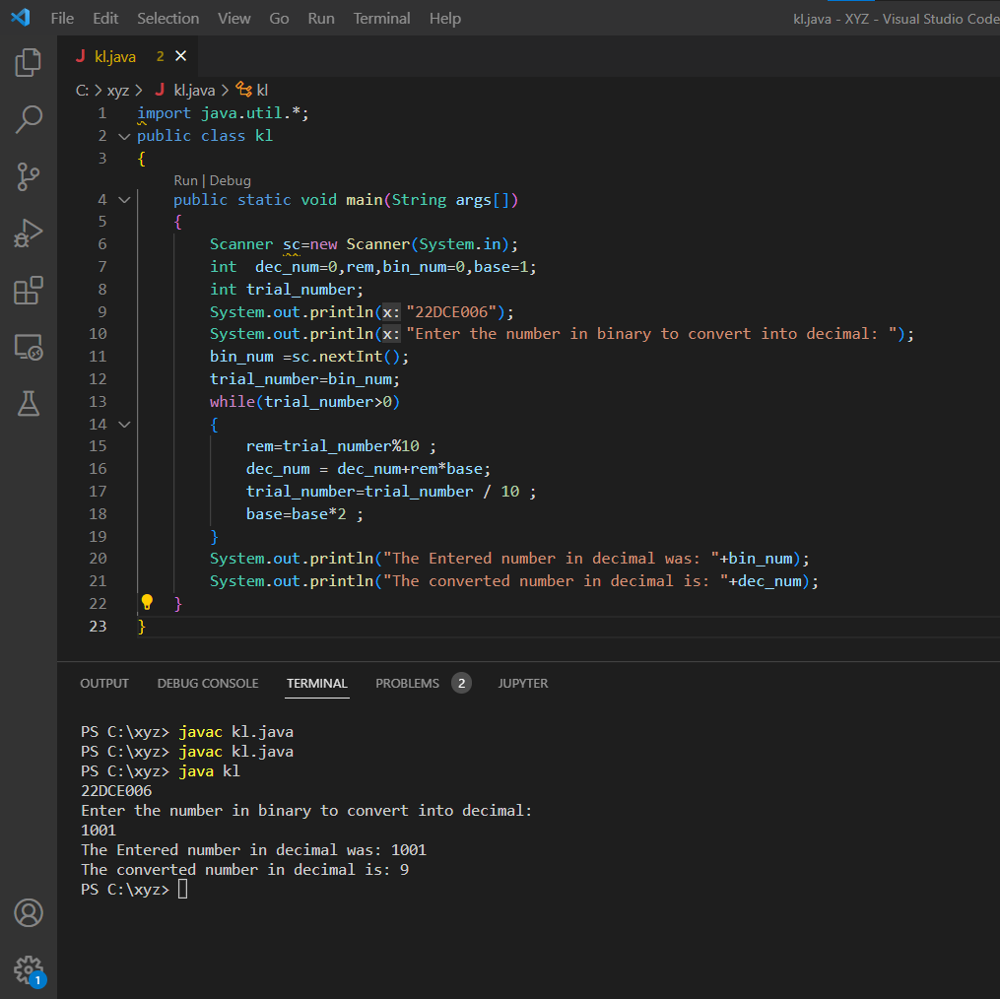 File Edit Selection View Go Run Terminal Help kl.java - XYZ - Visual Studio Code
J kl.java 2
C: > xyz > J kl.java > kl
1 import java.util.*;
2 public class kl
3 {
Run | Debug
4 public static void main(String args[])
5 {
6 Scanner sc=new Scanner(System.in);
7 int  dec_num=0,rem,bin_num=0,base=1;
8 int trial_number;
9 System.out.println(x: "22DCE006");
10 System.out.println(x: "Enter the number in binary to convert into decimal: ");
11 bin_num =sc.nextInt();
12 trial_number=bin_num;
13 while(trial_number>0)
14 {
15 rem=trial_number%10 ;
16 dec_num = dec_num+rem*base;
17 trial_number=trial_number / 10 ;
18 base=base*2 ;
19 }
20 System.out.println("The Entered number in decimal was: "+bin_num);
21 System.out.println("The converted number in decimal is: "+dec_num);
22 }
23 }
OUTPUT DEBUG CONSOLE TERMINAL PROBLEMS 2 JUPYTER
PS C:\xyz> javac kl.java
PS C:\xyz> javac kl.java
PS C:\xyz> java kl
22DCE006
Enter the number in binary to convert into decimal:
1001
The Entered number in decimal was: 1001
The converted number in decimal is: 9
PS C:\xyz>
1